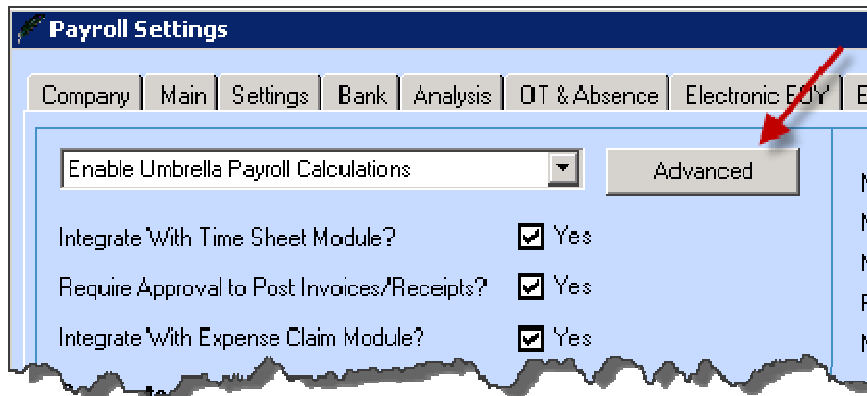 Payroll Settings
Company Main Settings Bank Analysis OT & Absence Electronic EOY E
Enable Umbrella Payroll Calculations Advanced
Integrate With Time Sheet Module? Yes
Require Approval to Post Invoices/Receipts? Yes
Integrate With Expense Claim Module? Yes